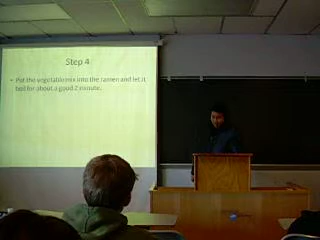 Step 4
• Put the vegetable mix into the ramen and let it
boil for about a good 2 minute.